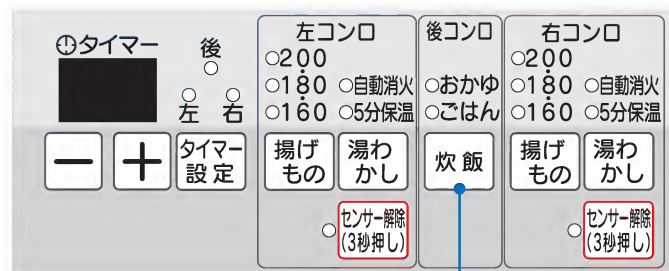 タイマー
後
左 右
－ ＋ タイマー
設定
左コンロ
200
180 自動消火
160 5分保温
揚げ
もの
湯わ
かし
センサー解除
(3秒押し)
後コンロ
おかゆ
ごはん
炊飯
右コンロ
200
180 自動消火
160 5分保温
揚げ
もの
湯わ
かし
センサー解除
(3秒押し)